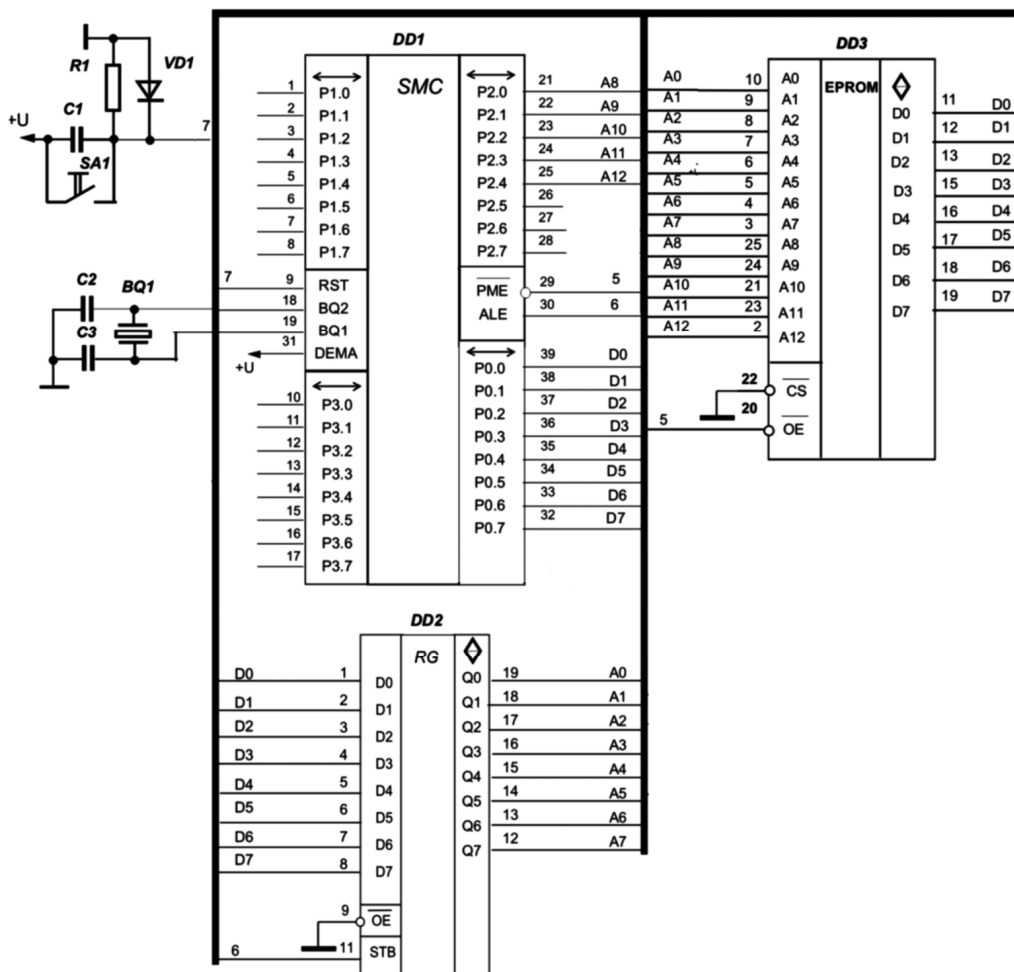 DD1
SMC
1 P1.0
2 P1.1
3 P1.2
4 P1.3
5 P1.4
6 P1.5
7 P1.6
8 P1.7
7 9 RST
18 BQ2
19 BQ1
31 DEMA
+U
10 P3.0
11 P3.1
12 P3.2
13 P3.3
14 P3.4
15 P3.5
16 P3.6
17 P3.7
P2.0 21 A8
P2.1 22 A9
P2.2 23 A10
P2.3 24 A11
P2.4 25 A12
P2.5 26
P2.6 27
P2.7 28
PME 29 5
ALE 30 6
P0.0 39 D0
P0.1 38 D1
P0.2 37 D2
P0.3 36 D3
P0.4 35 D4
P0.5 34 D5
P0.6 33 D6
P0.7 32 D7
R1
VD1
C1
+U
7
SA1
C2
BQ1
C3
DD3
EPROM
A0 10 A0
A1 9 A1
A2 8 A2
A3 7 A3
A4 6 A4
A5 5 A5
A6 4 A6
A7 3 A7
A8 25 A8
A9 24 A9
A10 21 A10
A11 23 A11
A12 2 A12
22 CS
5 20 OE
D0 11 D0
D1 12 D1
D2 13 D2
D3 15 D3
D4 16 D4
D5 17 D5
D6 18 D6
D7 19 D7
DD2
RG
D0 1 D0
D1 2 D1
D2 3 D2
D3 4 D3
D4 5 D4
D5 6 D5
D6 7 D6
D7 8 D7
9 OE
6 11 STB
Q0 19 A0
Q1 18 A1
Q2 17 A2
Q3 16 A3
Q4 15 A4
Q5 14 A5
Q6 13 A6
Q7 12 A7